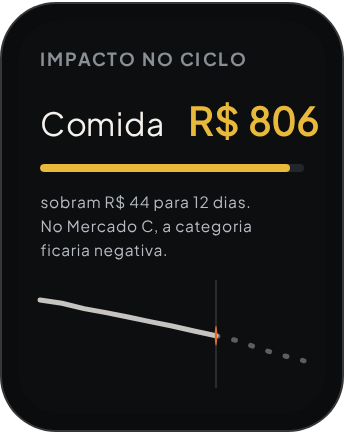 IMPACTO NO CICLO
Comida R$ 806
sobram R$ 44 para 12 dias.
No Mercado C, a categoria
ficaria negativa.